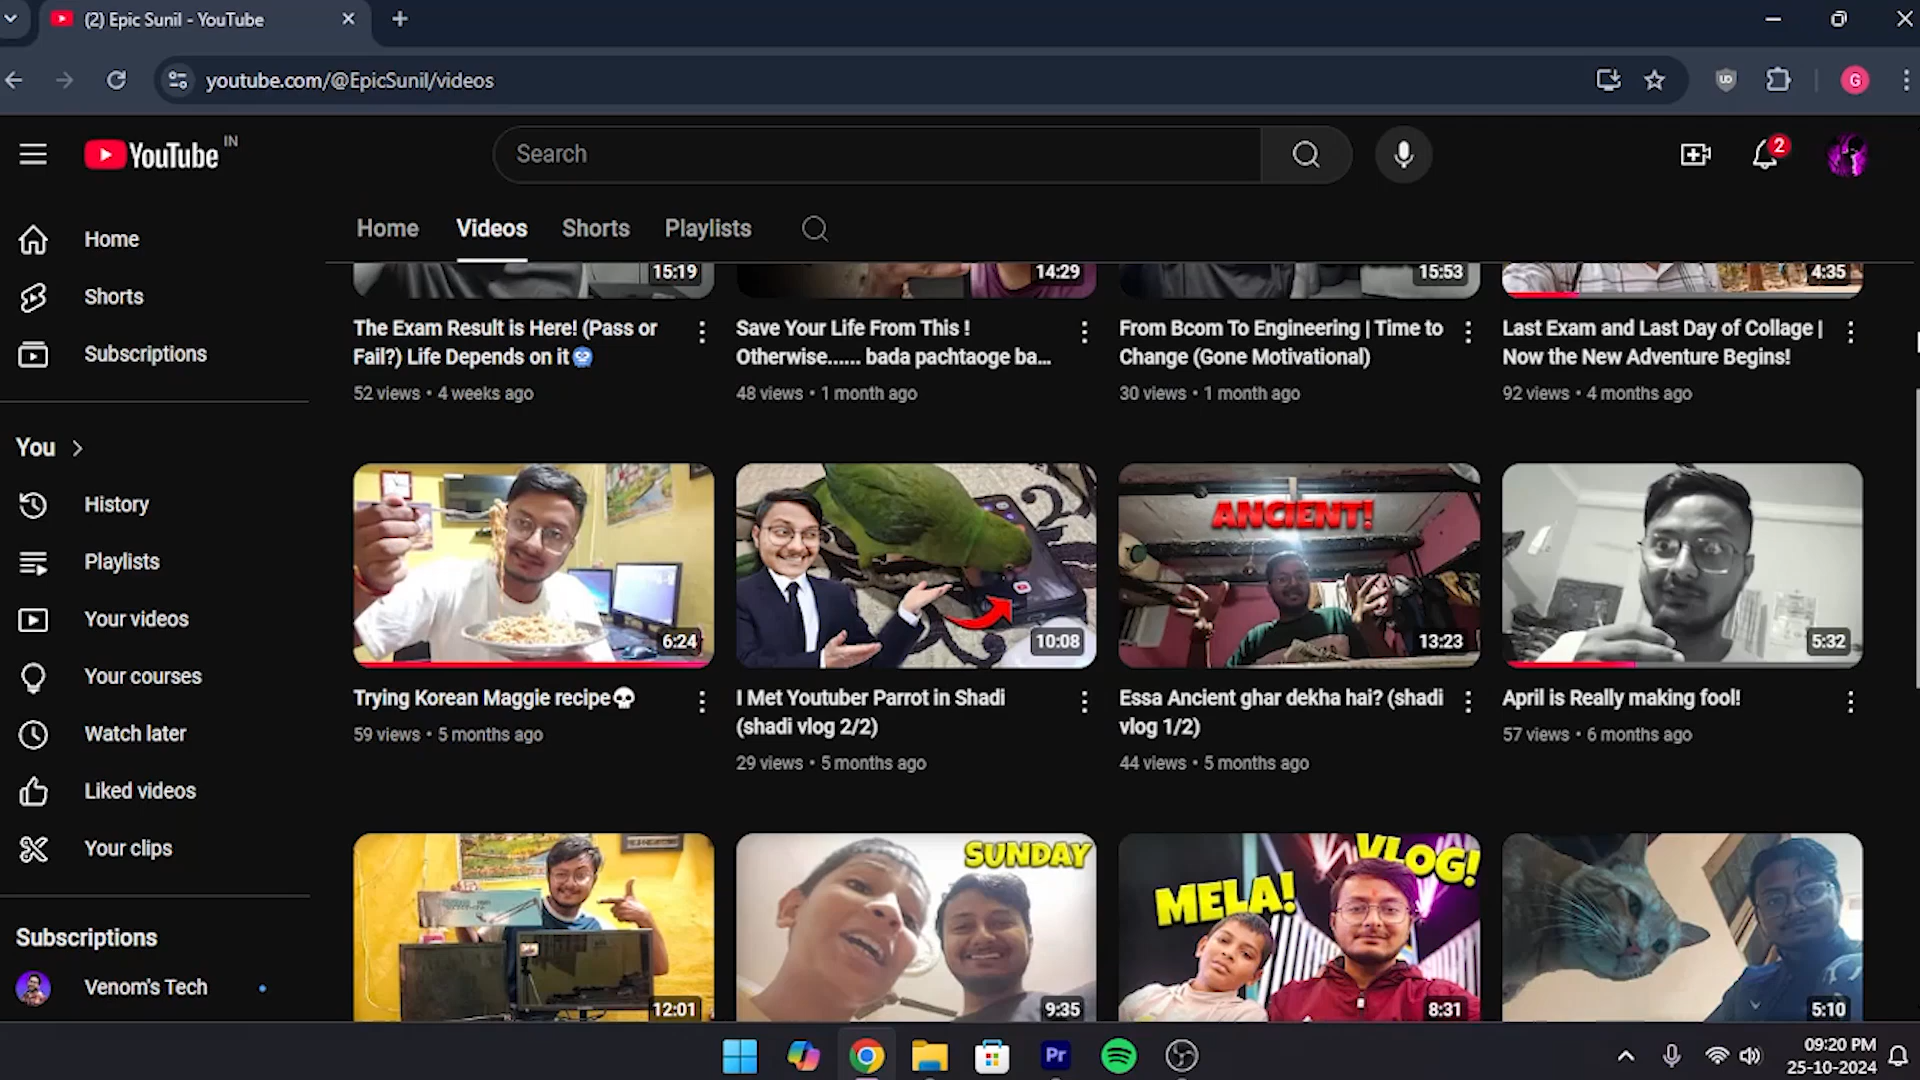 (2) Epic Sunil - YouTube
youtube.com/@EpicSunil/videos
G
YouTube IN
Search
2
Home
Videos
Shorts
Playlists
Home
Shorts
Subscriptions
You
History
Playlists
Your videos
Your courses
Watch later
Liked videos
Your clips
Subscriptions
Venom's Tech
15:19
14:29
15:53
4:35
The Exam Result is Here! (Pass or
Fail?) Life Depends on it
52 views • 4 weeks ago
Save Your Life From This !
Otherwise...... bada pachtaoge ba...
48 views • 1 month ago
From Bcom To Engineering | Time to
Change (Gone Motivational)
30 views • 1 month ago
Last Exam and Last Day of Collage |
Now the New Adventure Begins!
92 views • 4 months ago
6:24
10:08
ANCIENT!
13:23
5:32
Trying Korean Maggie recipe
59 views • 5 months ago
I Met Youtuber Parrot in Shadi
(shadi vlog 2/2)
29 views • 5 months ago
Essa Ancient ghar dekha hai? (shadi
vlog 1/2)
44 views • 5 months ago
April is Really making fool!
57 views • 6 months ago
12:01
SUNDAY
9:35
MELA!
VLOG!
8:31
5:10
Pr
09:20 PM
25-10-2024